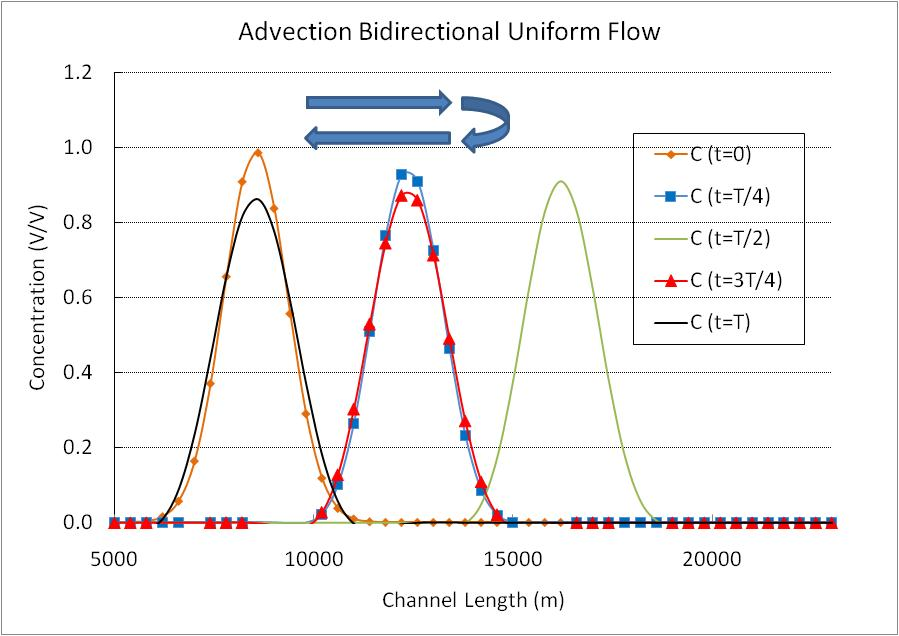 Advection Bidirectional Uniform Flow
1.2
1.0
0.8
0.6
0.4
0.2
0.0
Concentration (V/V)
5000 10000 15000 20000
Channel Length (m)
C (t=0)
C (t=T/4)
C (t=T/2)
C (t=3T/4)
C (t=T)